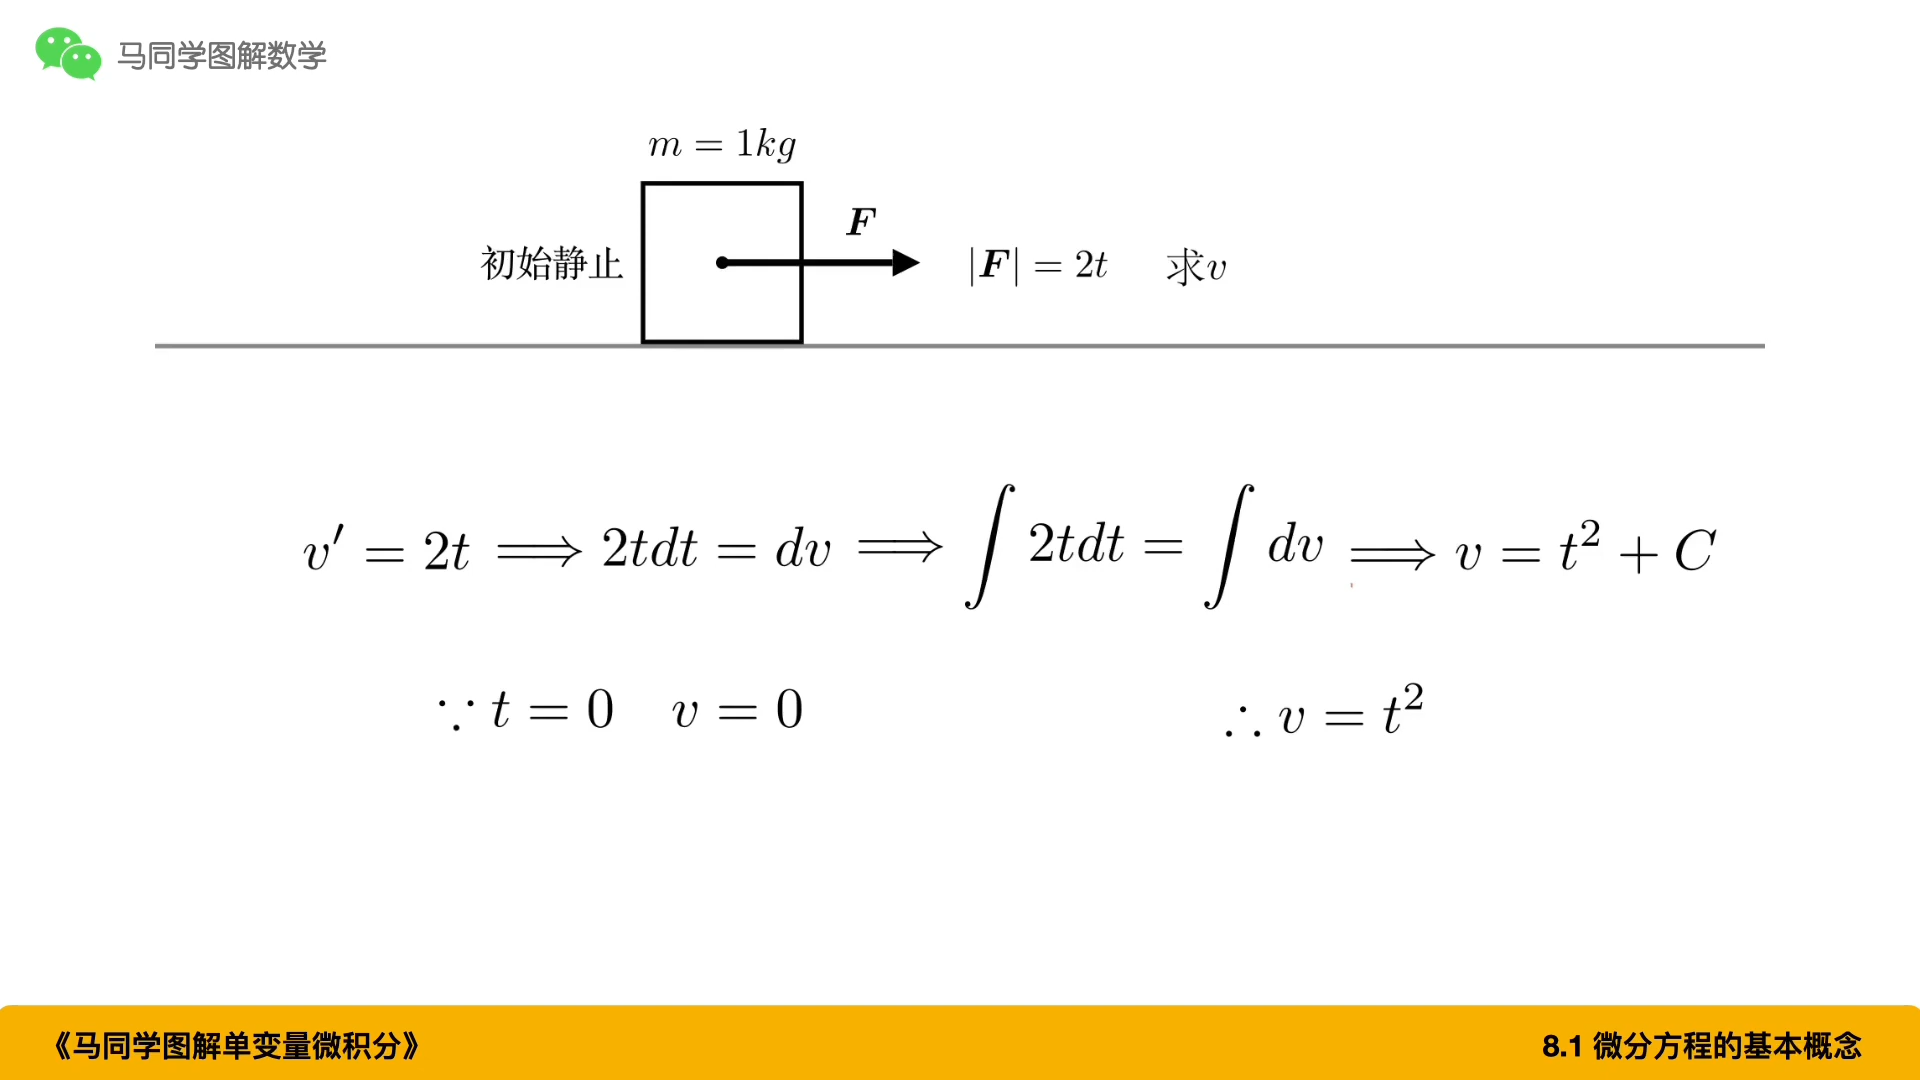 马同学图解数学
m = 1kg
F
初始静止 |F| = 2t 求v
v′ = 2t ⟹ 2tdt = dv ⟹ ∫ 2tdt = ∫ dv ⟹ v = t² + C
∵ t = 0 v = 0 ∴ v = t²
《马同学图解单变量微积分》 8.1 微分方程的基本概念